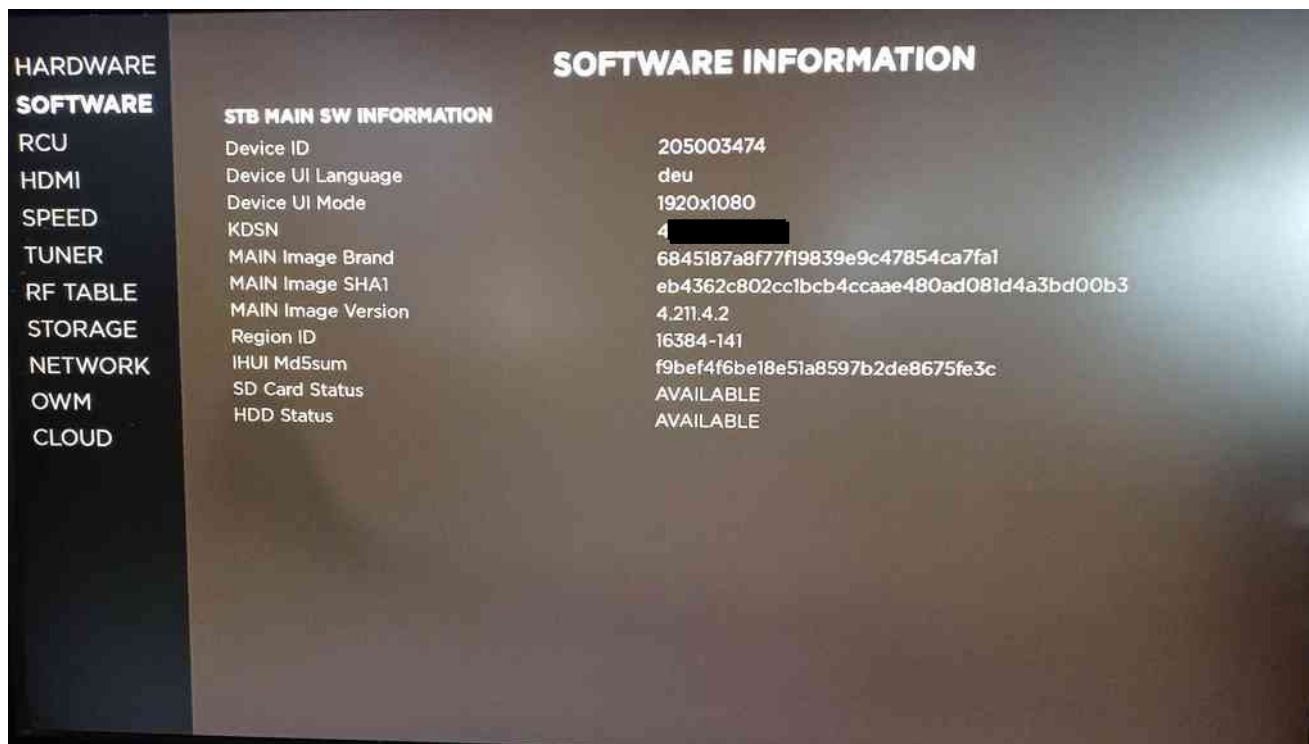 SOFTWARE INFORMATION
HARDWARE
SOFTWARE
RCU
HDMI
SPEED
TUNER
RF TABLE
STORAGE
NETWORK
OWM
CLOUD
STB MAIN SW INFORMATION
Device ID 205003474
Device UI Language deu
Device UI Mode 1920x1080
KDSN 4
MAIN Image Brand 6845187a8f77f19839e9c47854ca7fa1
MAIN Image SHA1 eb4362c802cc1bcb4ccaae480ad081d4a3bd00b3
MAIN Image Version 4.211.4.2
Region ID 16384-141
IHUI Md5sum f9bef4f6be18e51a8597b2de8675fe3c
SD Card Status AVAILABLE
HDD Status AVAILABLE